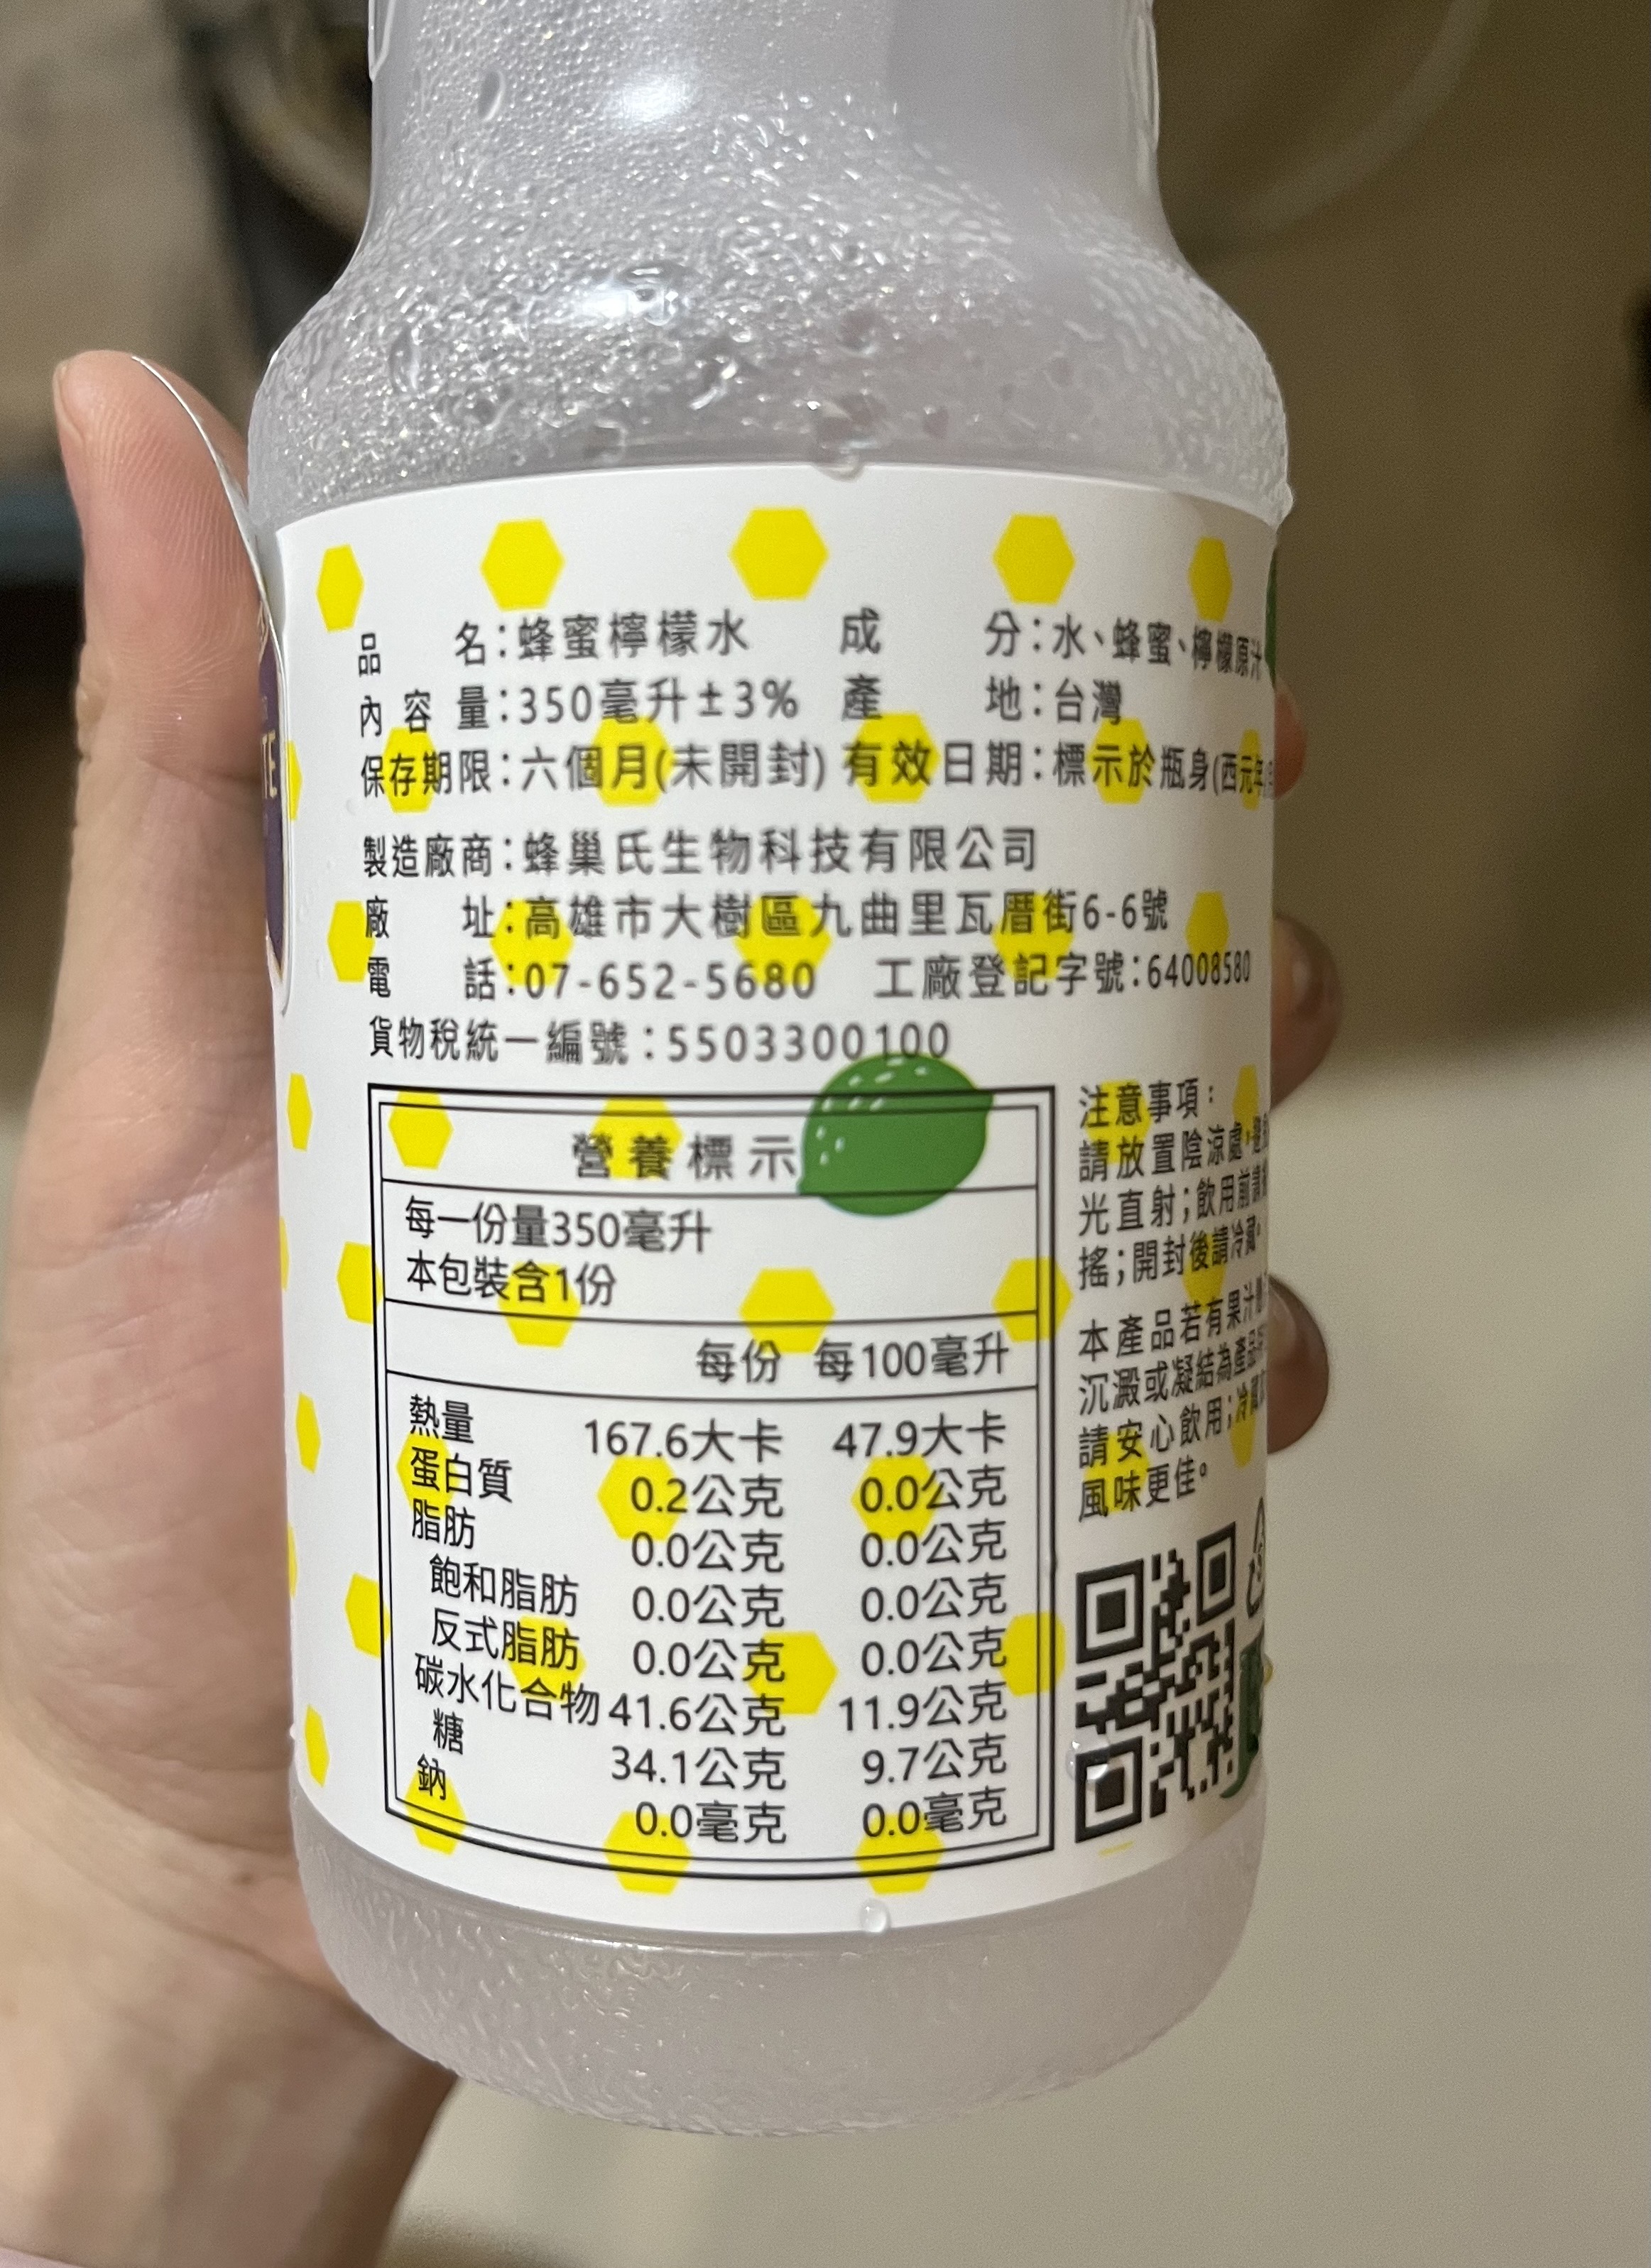 TE
品名：蜂蜜檸檬水 成分：水、蜂蜜、檸檬原汁
內容量：350毫升±3% 產地：台灣
保存期限：六個月(未開封) 有效日期：標示於瓶身(西元年
製造廠商：蜂巢氏生物科技有限公司
廠址：高雄市大樹區九曲里瓦厝街6-6號
電話：07-652-5680 工廠登記字號：64008580
貨物稅統一編號：5503300100
營養標示
每一份量350毫升
本包裝含1份
每份 每100毫升
熱量 167.6大卡 47.9大卡
蛋白質 0.2公克 0.0公克
脂肪 0.0公克 0.0公克
飽和脂肪 0.0公克 0.0公克
反式脂肪 0.0公克 0.0公克
碳水化合物 41.6公克 11.9公克
糖 34.1公克 9.7公克
鈉 0.0毫克 0.0毫克
注意事項：
請放置陰涼處，避
光直射；飲用前請
搖；開封後請冷藏。
本產品若有果汁
沉澱或凝結為產品
請安心飲用；冷藏
風味更佳。